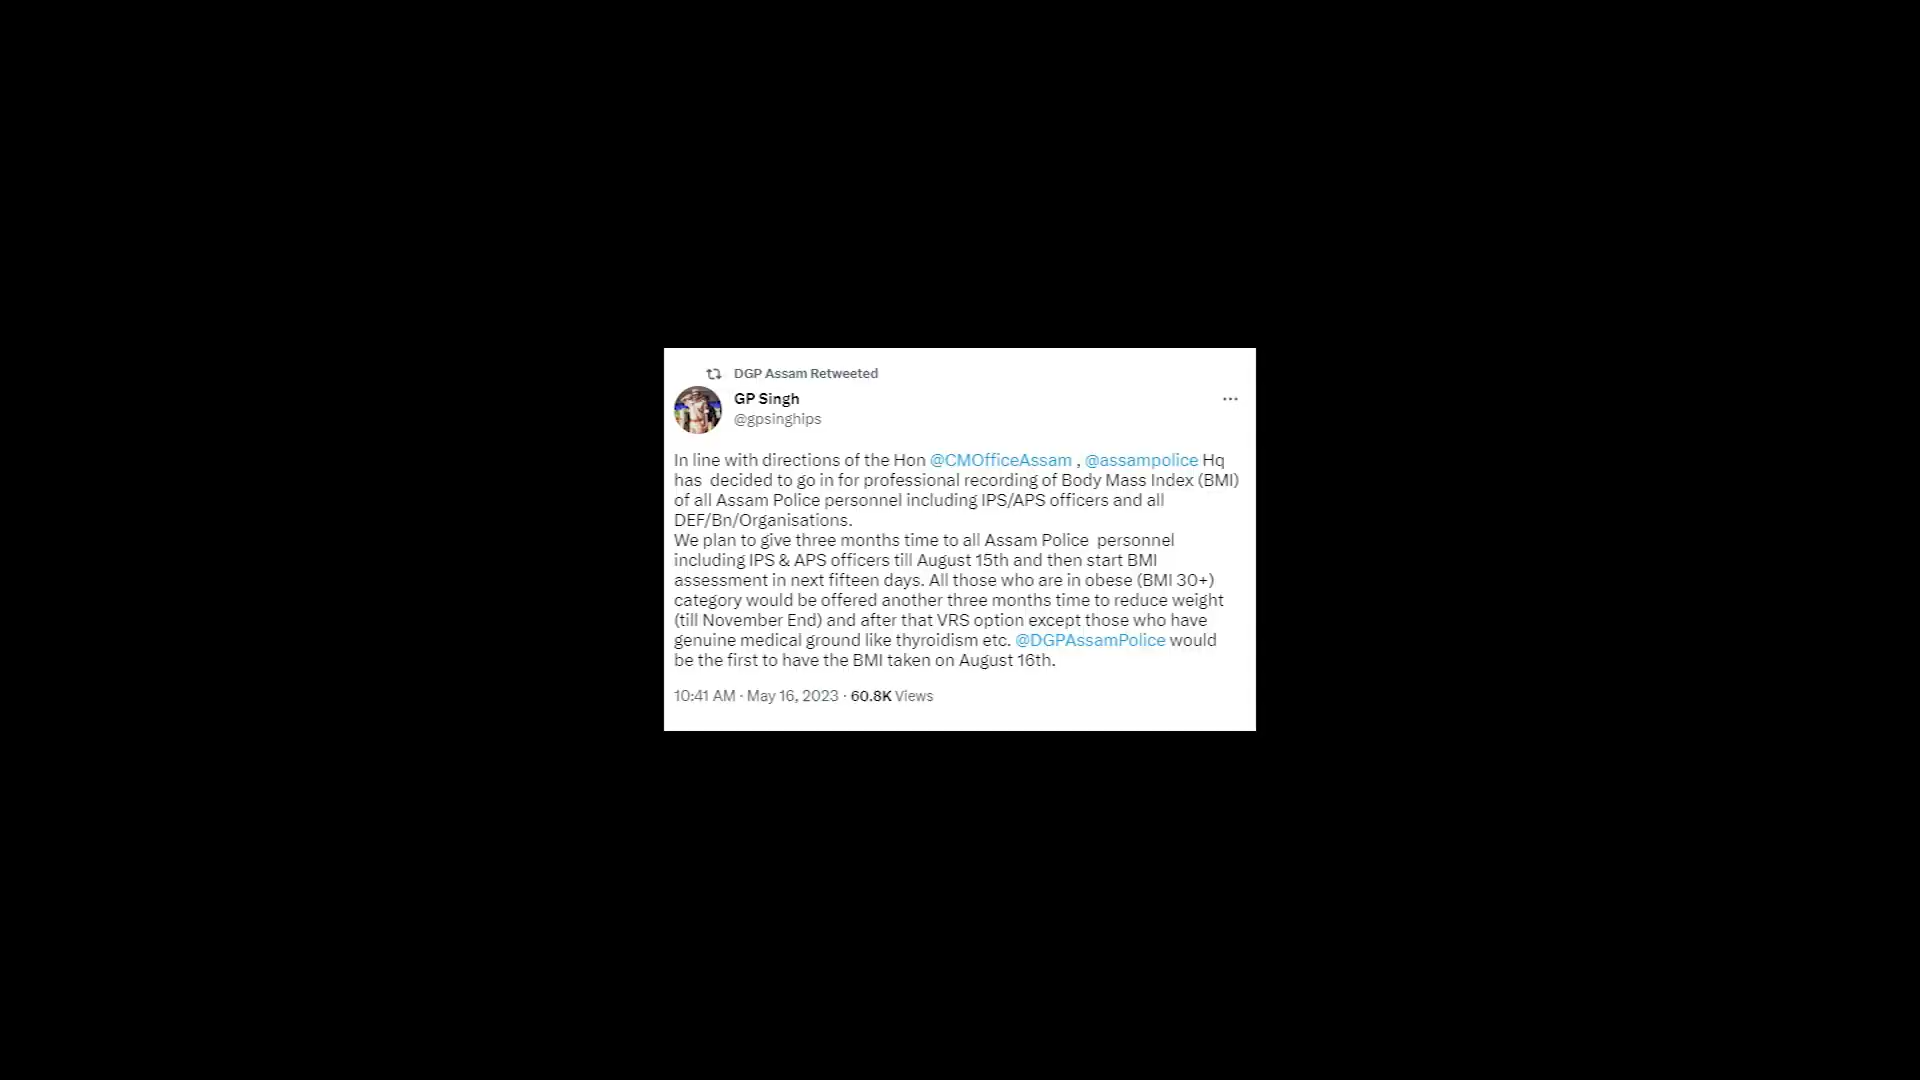 DGP Assam Retweeted
GP Singh
@gpsinghips
In line with directions of the Hon @CMOfficeAssam , @assampolice Hq
has  decided to go in for professional recording of Body Mass Index (BMI)
of all Assam Police personnel including IPS/APS officers and all
DEF/Bn/Organisations.
We plan to give three months time to all Assam Police  personnel
including IPS & APS officers till August 15th and then start BMI
assessment in next fifteen days. All those who are in obese (BMI 30+)
category would be offered another three months time to reduce weight
(till November End) and after that VRS option except those who have
genuine medical ground like thyroidism etc. @DGPAssamPolice would
be the first to have the BMI taken on August 16th.
10:41 AM · May 16, 2023 · 60.8K Views